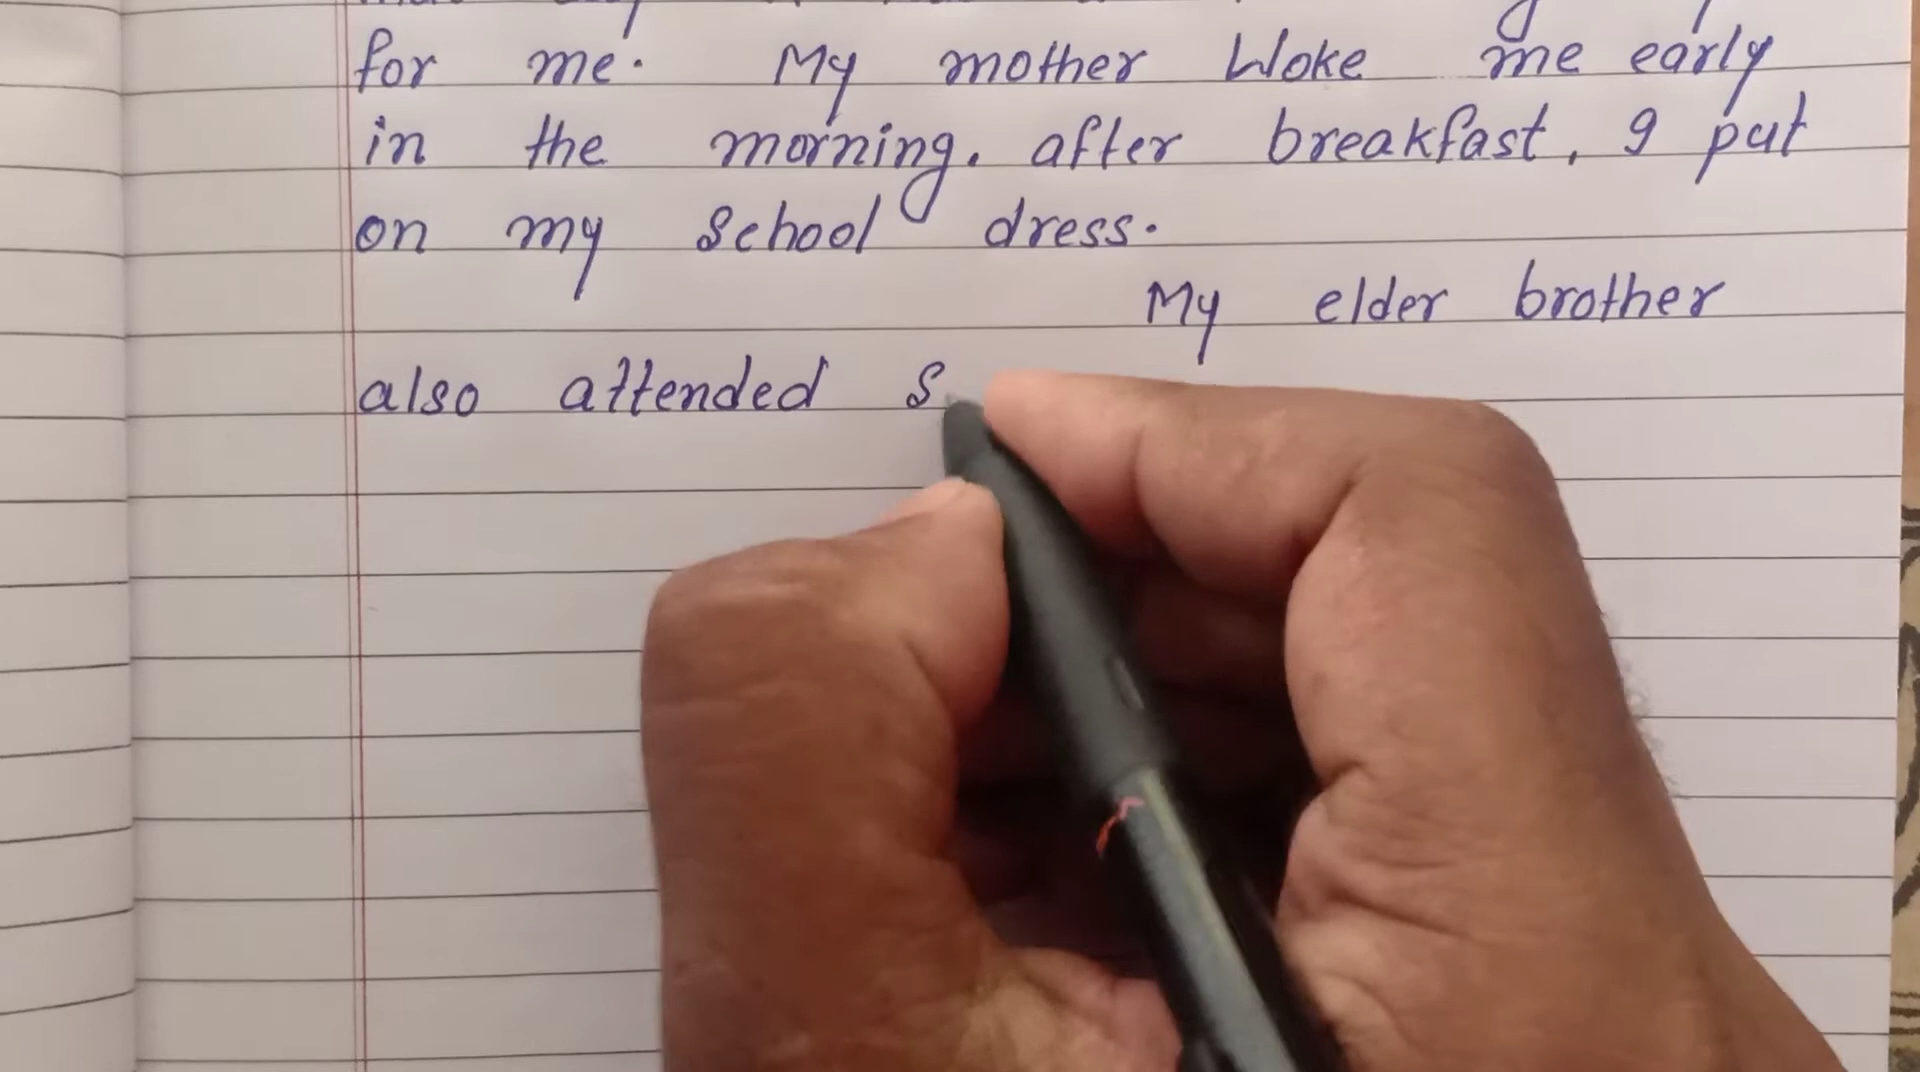 for me. My mother woke me early
in the morning. after breakfast, I put
on my school dress.
My elder brother
also attended s